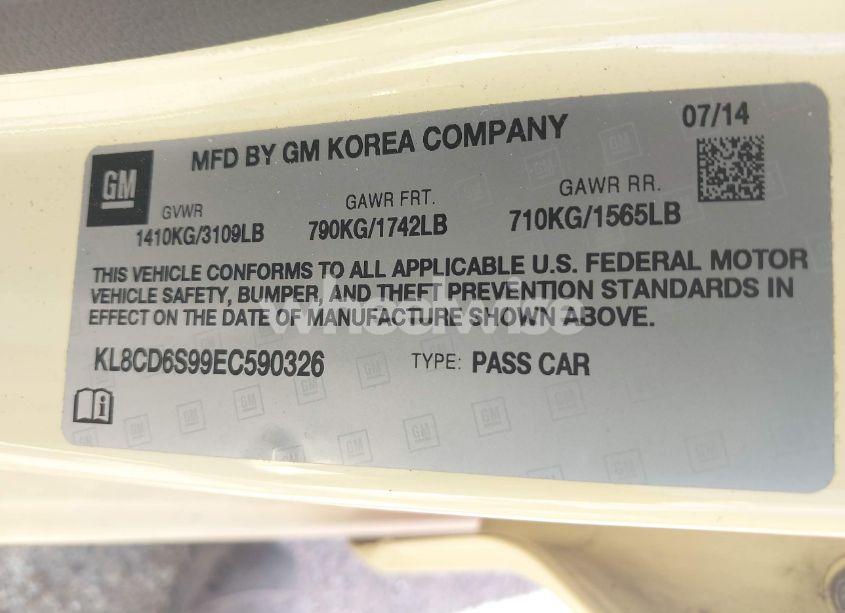 MFD BY GM KOREA COMPANY 07/14
GM
GVWR GAWR FRT. GAWR RR.
1410KG/3109LB 790KG/1742LB 710KG/1565LB
THIS VEHICLE CONFORMS TO ALL APPLICABLE U.S. FEDERAL MOTOR
VEHICLE SAFETY, BUMPER, AND THEFT PREVENTION STANDARDS IN
EFFECT ON THE DATE OF MANUFACTURE SHOWN ABOVE.
wheelwise
KL8CD6S99EC590326 TYPE: PASS CAR